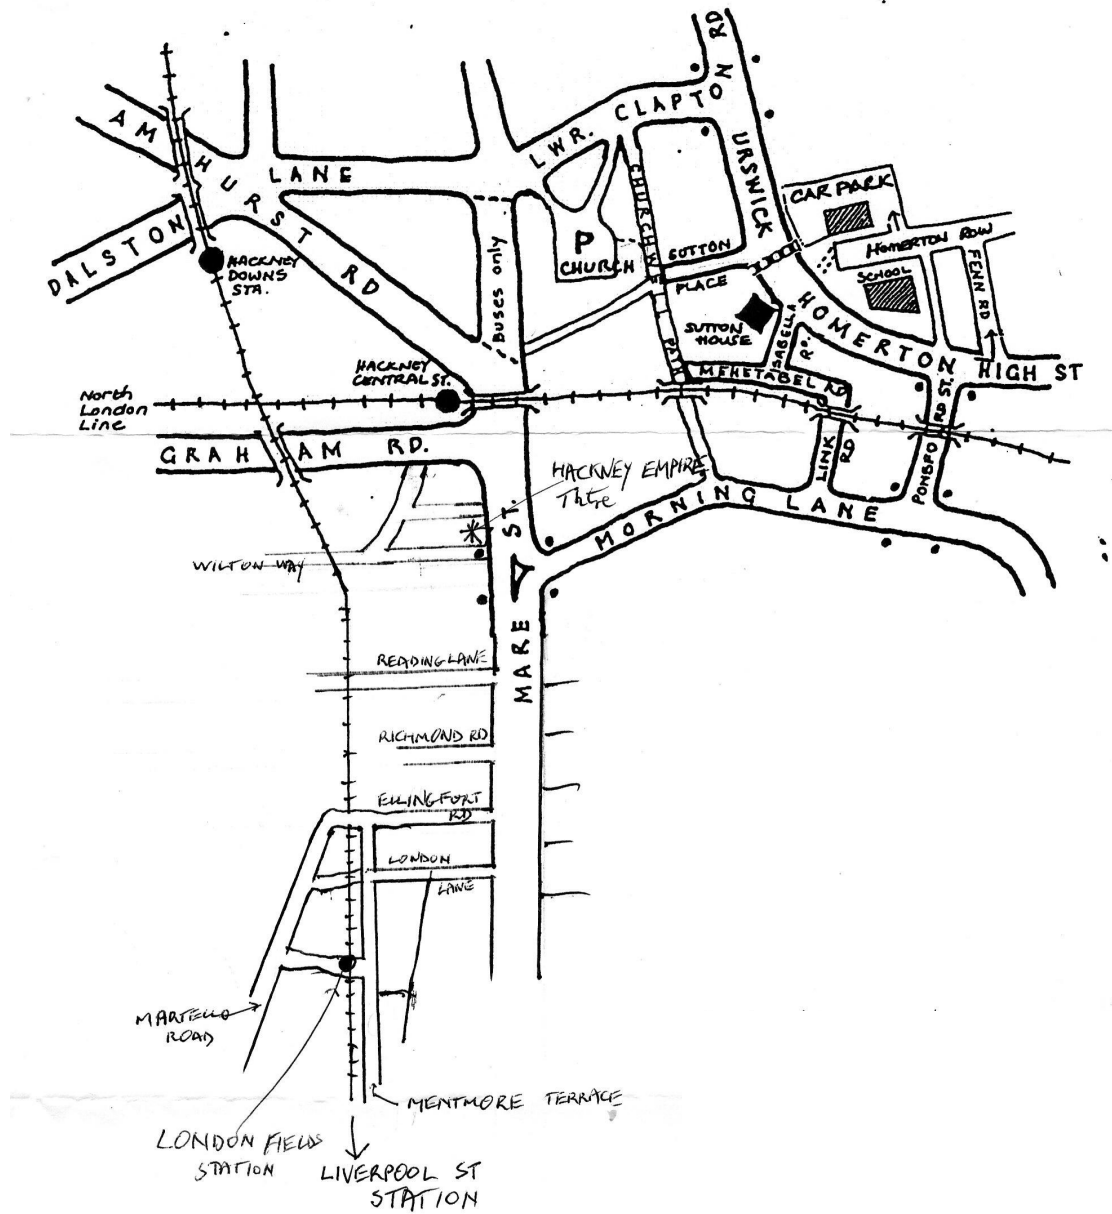 AMHURST RD
DALSTON LANE
LWR. CLAPTON RD
URSWICK
CHURCH WELL PATH
CAR PARK
HOMERTON ROW
SCHOOL
FENN RD
P
CHURCH
SUTTON
PLACE
SUTTON
HOUSE
ISABELLA
RD.
HOMERTON HIGH ST
MEHETABEL RD
HACKNEY
DOWNS
STA.
Buses only
HACKNEY
CENTRAL ST.
North
London
Line
GRAHAM RD.
LINK
RD
PONSFORD ST.
MORNING LANE
HACKNEY EMPIRE
Thtre
WILTON WAY
MARE ST.
READING LANE
RICHMOND RD
ELLINGFORT
RD
LONDON
LANE
MARTELLO
ROAD
MENTMORE TERRACE
LONDON FIELDS
STATION
LIVERPOOL ST
STATION